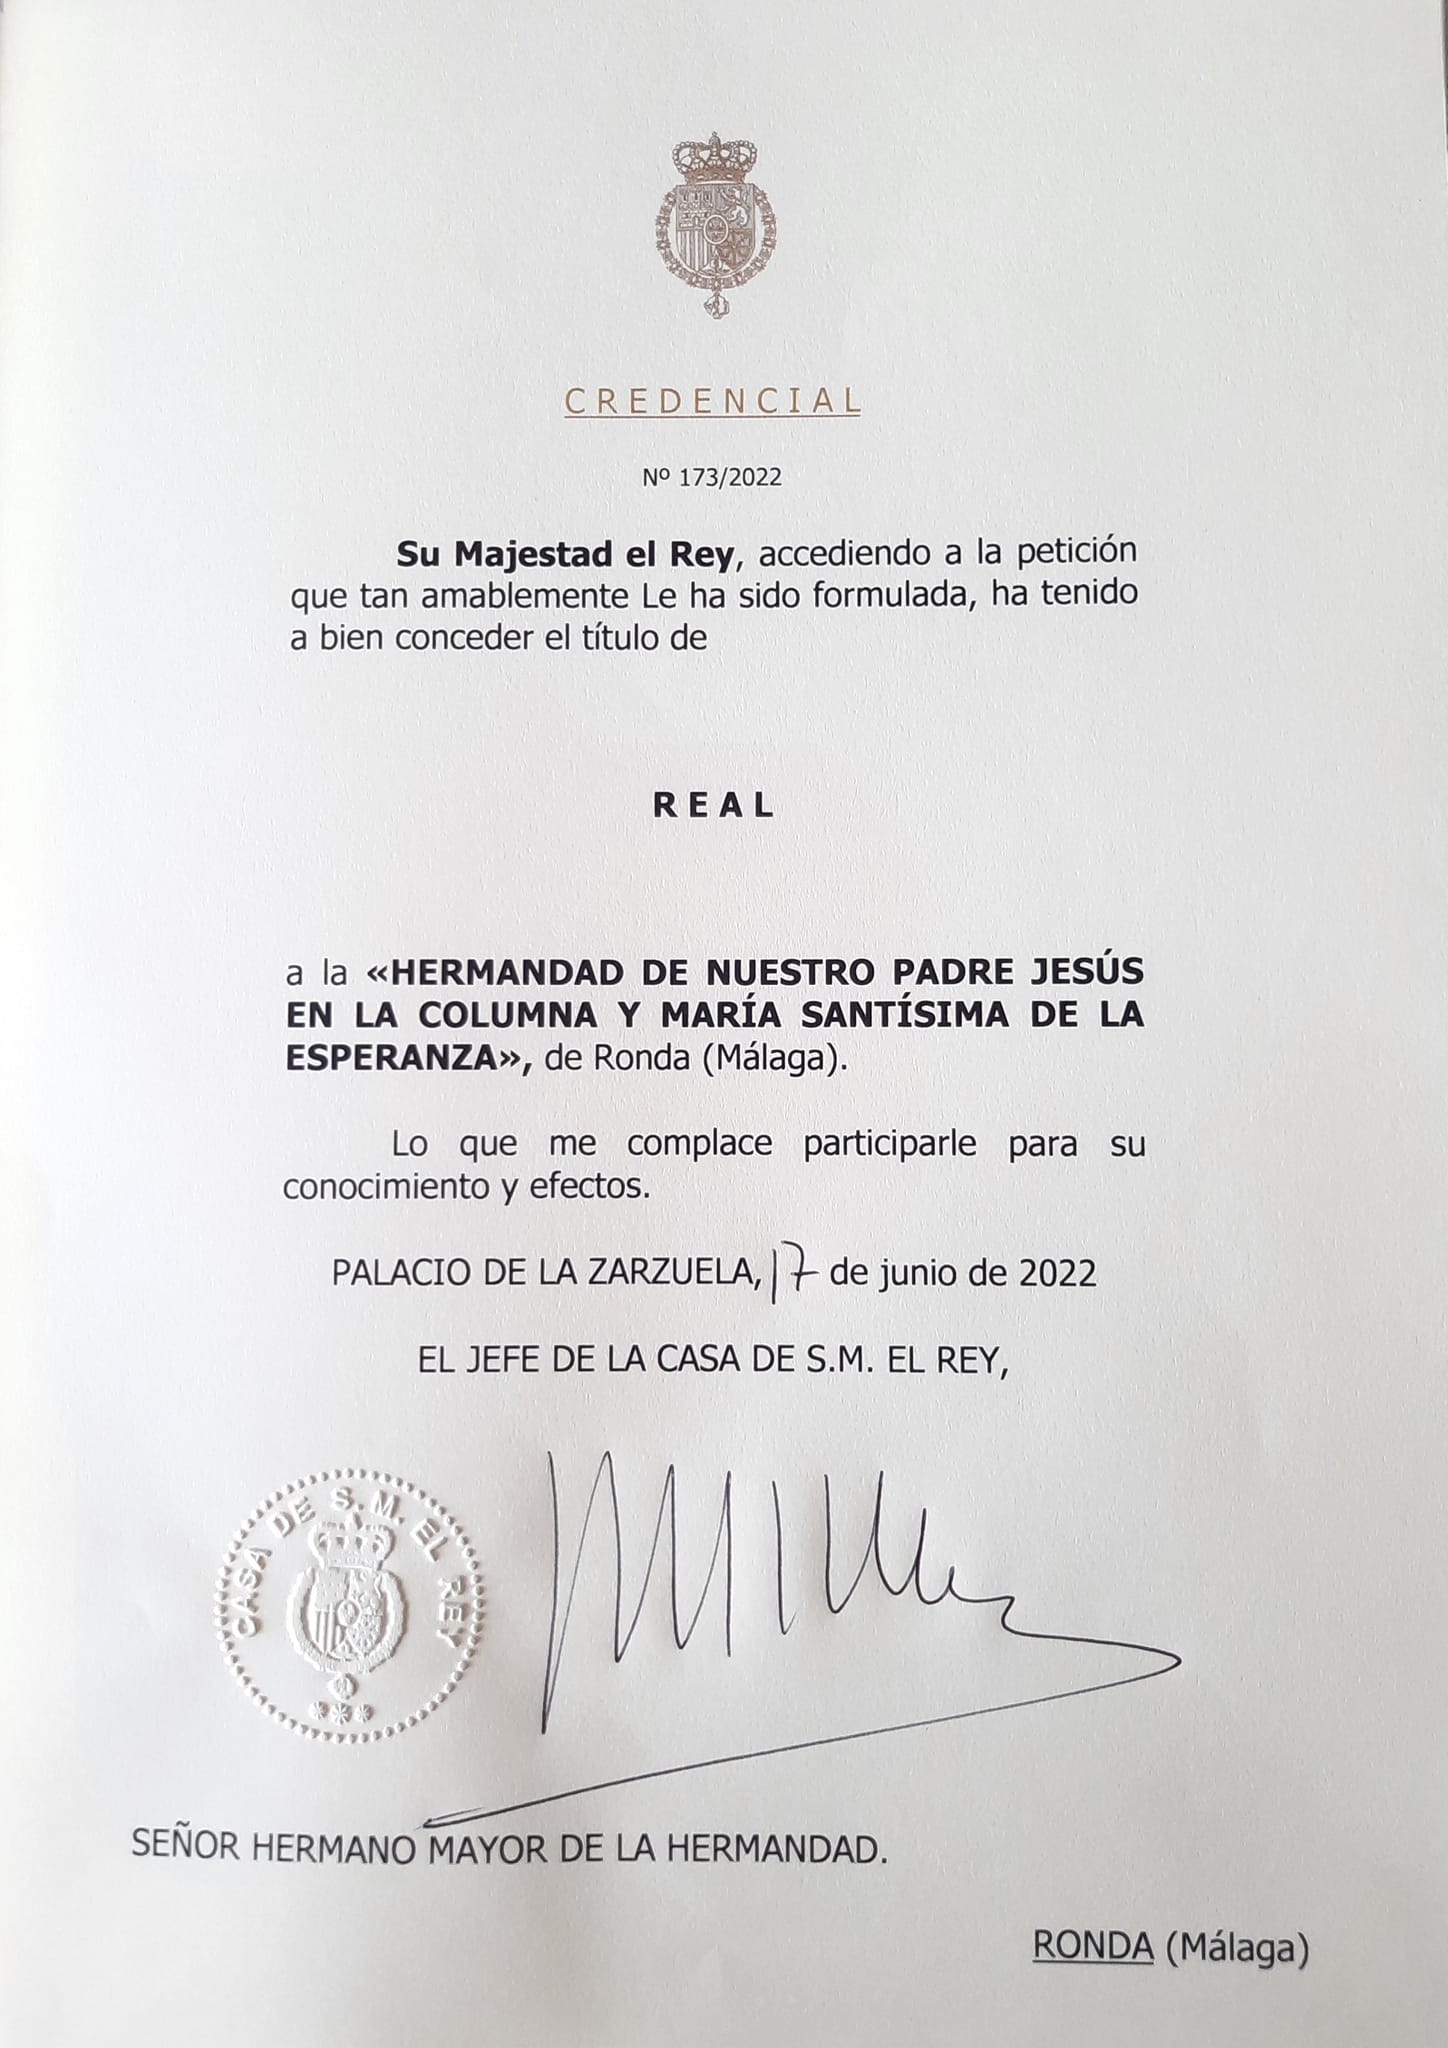 CREDENCIAL
Nº 173/2022
Su Majestad el Rey, accediendo a la petición
que tan amablemente Le ha sido formulada, ha tenido
a bien conceder el título de
REAL
a la «HERMANDAD DE NUESTRO PADRE JESÚS
EN LA COLUMNA Y MARÍA SANTÍSIMA DE LA
ESPERANZA», de Ronda (Málaga).
Lo que me complace participarle para su
conocimiento y efectos.
PALACIO DE LA ZARZUELA, 17 de junio de 2022
EL JEFE DE LA CASA DE S.M. EL REY,
CASA DE S.M. EL REY
SEÑOR HERMANO MAYOR DE LA HERMANDAD.
RONDA (Málaga)